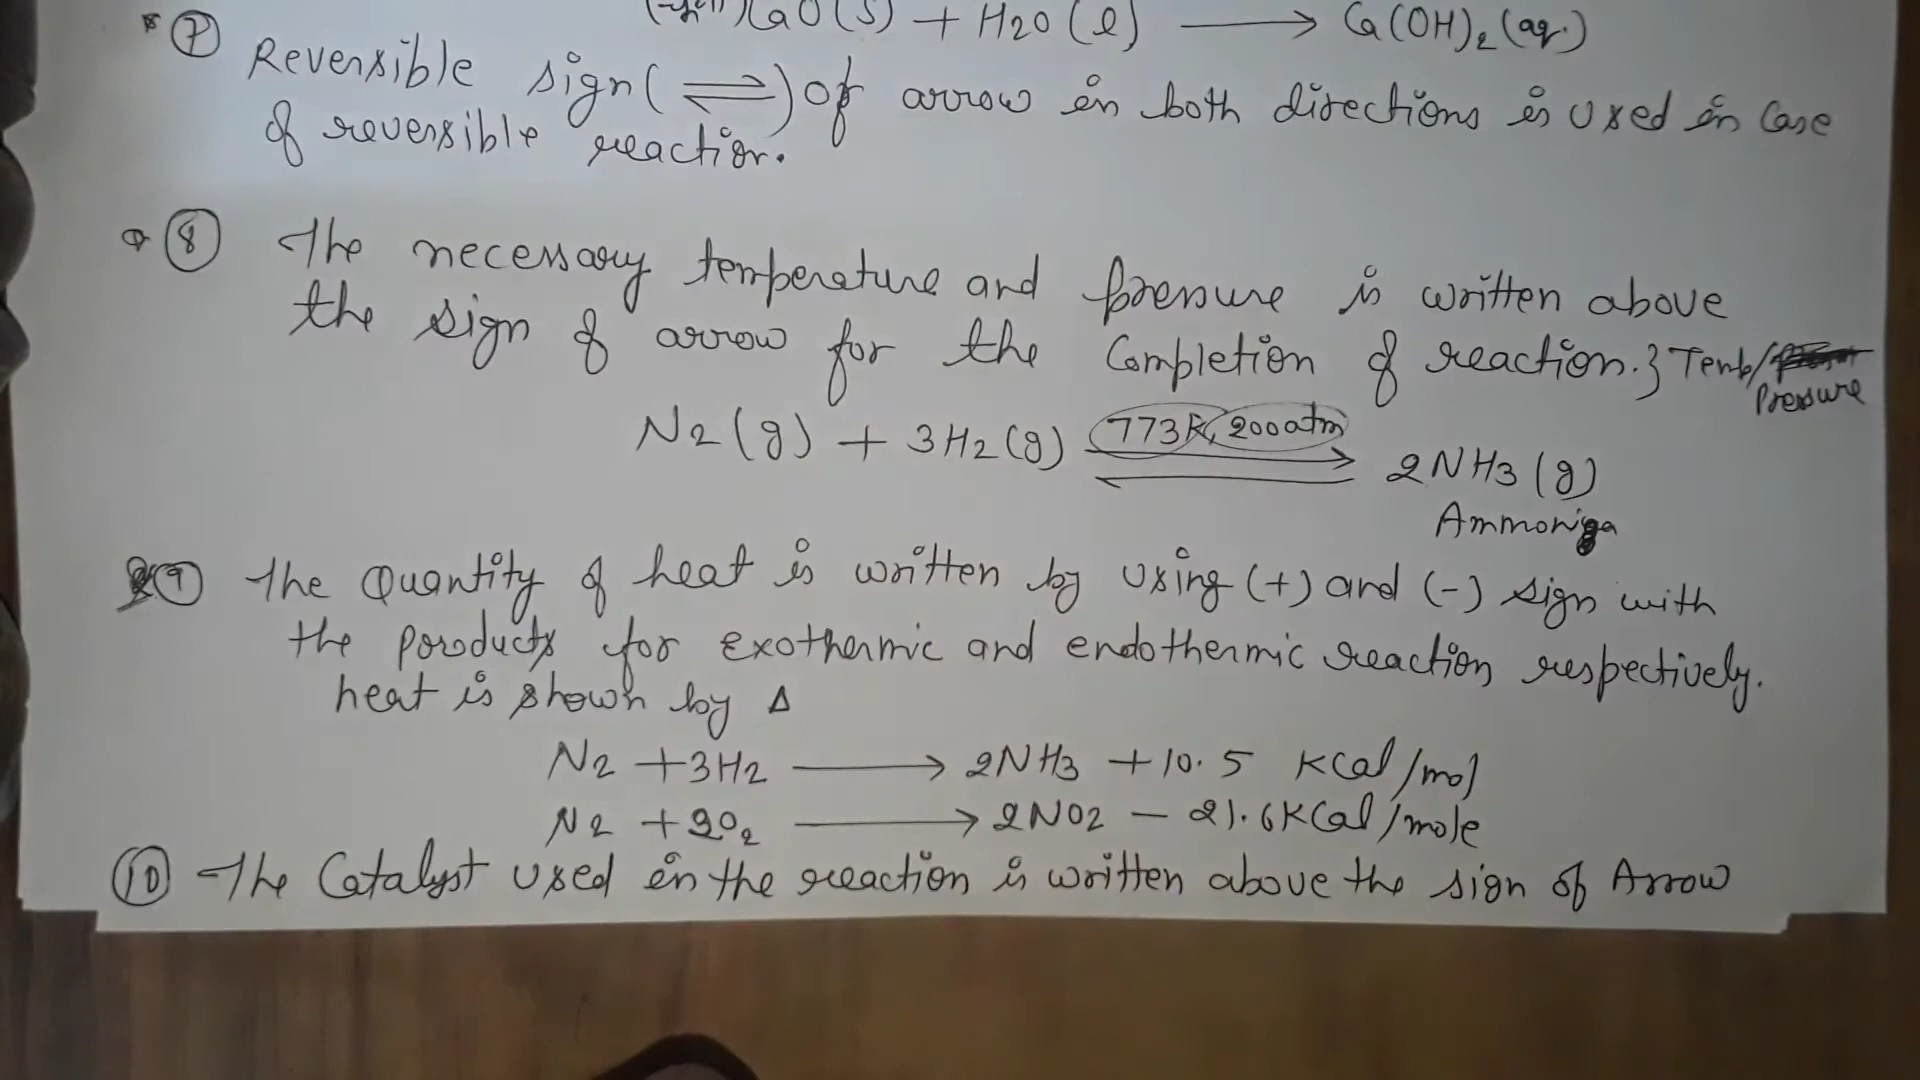 CaO(s) + H2O(l) ⟶ Ca(OH)2(aq.)
(7) Reversible sign(⇌) of arrow in both directions is used in Case
of reversible reaction.
(8) The necessary temperature and pressure is written above
the sign of arrow for the Completion of reaction.} Temp/
Pressure
N2(g) + 3H2(g) 773K, 200atm ⇌ 2NH3(g)
Ammonia
(9) The Quantity of heat is written by using (+) and (-) sign with
the products for exothermic and endothermic reaction respectively.
heat is shown by Δ
N2 + 3H2 ⟶ 2NH3 + 10.5 KCal/mol
N2 + 2O2 ⟶ 2NO2 - 21.6KCal/mole
(10) The Catalyst used in the reaction is written above the sign of Arrow